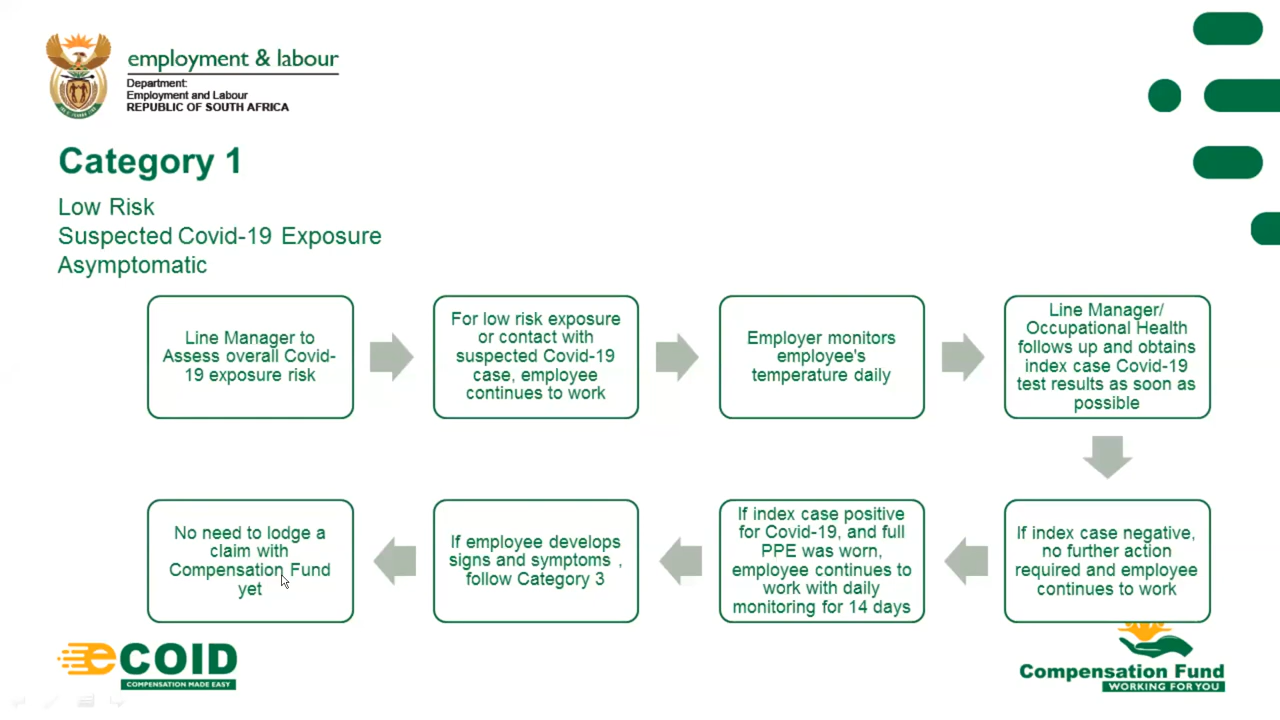 employment & labour
Department:
Employment and Labour
REPUBLIC OF SOUTH AFRICA
Category 1
Low Risk
Suspected Covid-19 Exposure
Asymptomatic
Line Manager to
Assess overall Covid-
19 exposure risk
For low risk exposure
or contact with
suspected Covid-19
case, employee
continues to work
Employer monitors
employee's
temperature daily
Line Manager/
Occupational Health
follows up and obtains
index case Covid-19
test results as soon as
possible
If index case negative,
no further action
required and employee
continues to work
If index case positive
for Covid-19, and full
PPE was worn,
employee continues to
work with daily
monitoring for 14 days
If employee develops
signs and symptoms ,
follow Category 3
No need to lodge a
claim with
Compensation Fund
yet
eCOID
COMPENSATION MADE EASY
Compensation Fund
WORKING FOR YOU